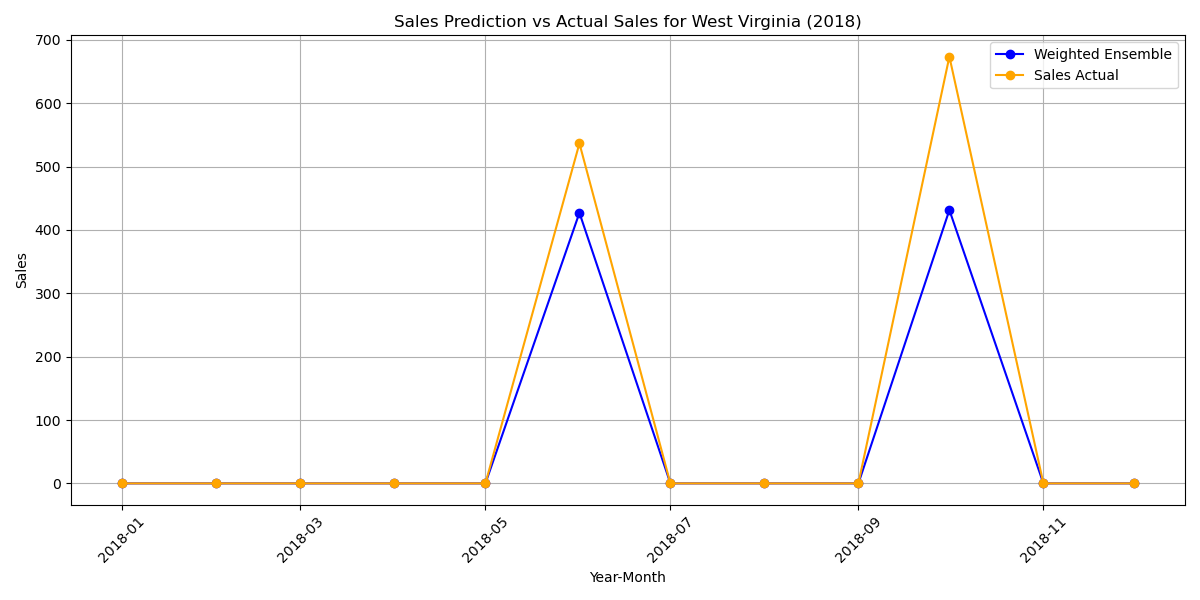 Sales Prediction vs Actual Sales for West Virginia (2018)
Weighted Ensemble
Sales Actual
700
600
500
400
300
200
100
0
Sales
2018-01
2018-03
2018-05
2018-07
2018-09
2018-11
Year-Month